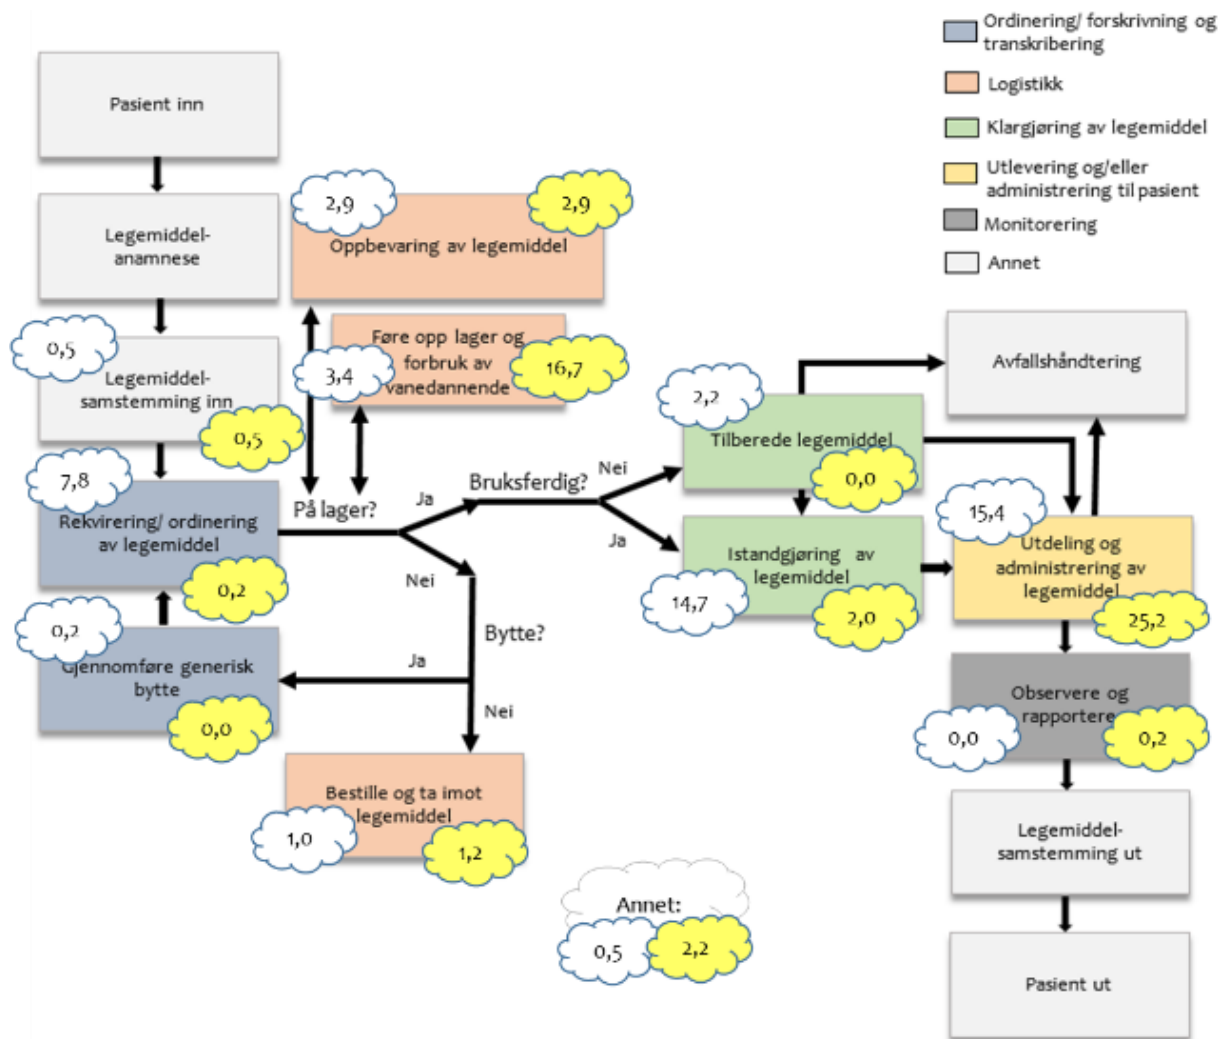 Ordinering/ forskrivning og
transkribering
Logistikk
Klargjøring av legemiddel
Utlevering og/eller
administrering til pasient
Monitorering
Annet
Pasient inn
Legemiddel-
anamnese
0,5
Legemiddel-
samstemming inn
0,5
7,8
Rekvirering/ ordinering
av legemiddel
0,2
0,2
Gjennomføre generisk
bytte
0,0
2,9
2,9
Oppbevaring av legemiddel
Føre opp lager og
forbruk av
vanedannende
3,4
16,7
På lager?
Ja
Nei
Bruksferdig?
Nei
Ja
Bytte?
Ja
Nei
Bestille og ta imot
legemiddel
1,0
1,2
2,2
Tilberede legemiddel
0,0
Istandgjøring av
legemiddel
14,7
2,0
Avfallshåndtering
15,4
Utdeling og
administrering av
legemiddel
25,2
Observere og
rapportere
0,0
0,2
Legemiddel-
samstemming ut
Pasient ut
Annet:
0,5
2,2